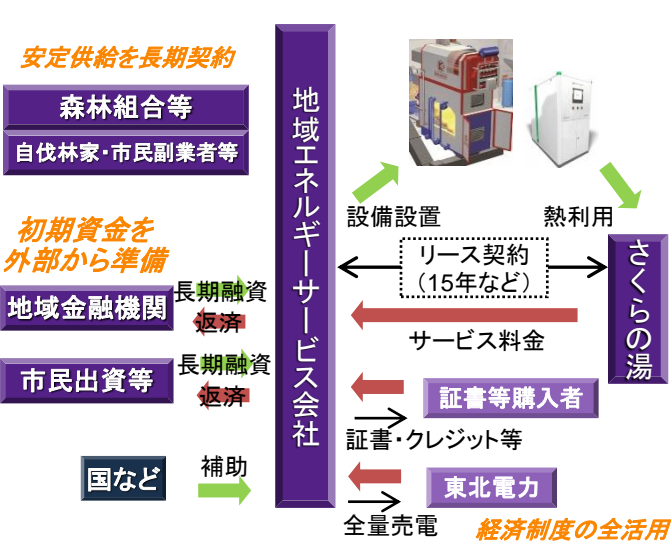 安定供給を長期契約
森林組合等
自伐林家・市民副業者等
初期資金を
外部から準備
地域金融機関
長期融資
返済
市民出資等
長期融資
返済
国など
補助
地域エネルギーサービス会社
設備設置
熱利用
リース契約
（15年など）
さくらの湯
サービス料金
証書等購入者
証書・クレジット等
東北電力
全量売電
経済制度の全活用